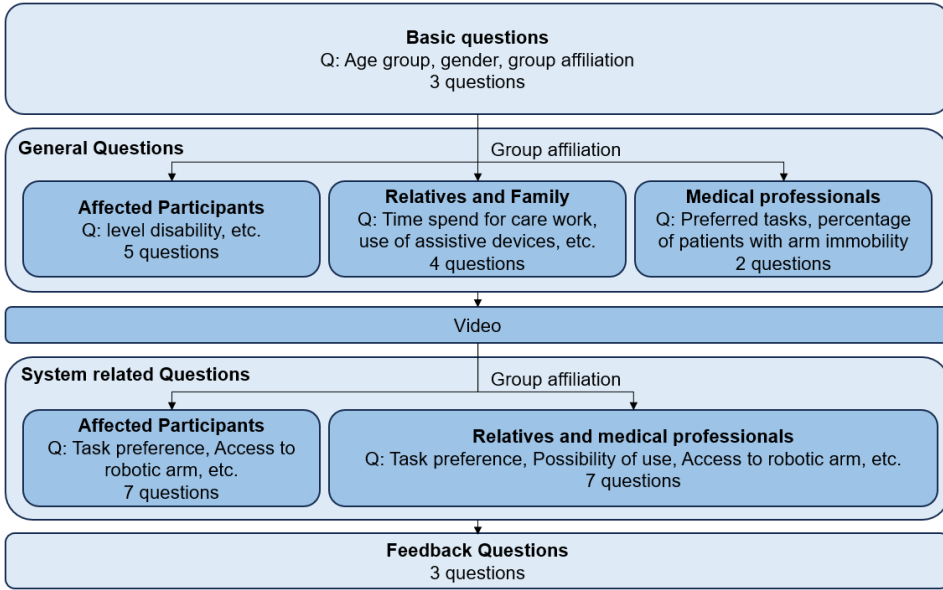 Basic questions
Q: Age group, gender, group affiliation
3 questions
General Questions
Group affiliation
Affected Participants
Q: level disability, etc.
5 questions
Relatives and Family
Q: Time spend for care work,
use of assistive devices, etc.
4 questions
Medical professionals
Q: Preferred tasks, percentage
of patients with arm immobility
2 questions
Video
System related Questions
Group affiliation
Affected Participants
Q: Task preference, Access to
robotic arm, etc.
7 questions
Relatives and medical professionals
Q: Task preference, Possibility of use, Access to robotic arm, etc.
7 questions
Feedback Questions
3 questions